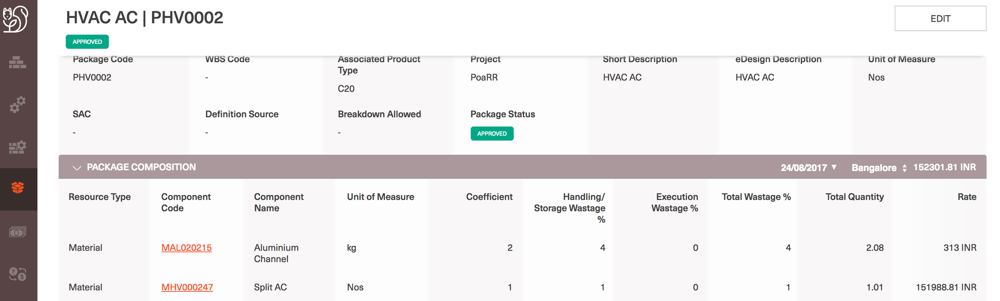 HVAC AC | PHV0002
EDIT
APPROVED
Package Code
WBS Code
Associated Product
Type
Project
Short Description
eDesign Description
Unit of Measure
PHV0002
-
C20
PoaRR
HVAC AC
HVAC AC
Nos
SAC
Definition Source
Breakdown Allowed
Package Status
-
-
-
APPROVED
PACKAGE COMPOSITION
24/08/2017
Bangalore
152301.81 INR
Resource Type
Component
Code
Component
Name
Unit of Measure
Coefficient
Handling/
Storage Wastage
%
Execution
Wastage %
Total Wastage %
Total Quantity
Rate
Material
MAL020215
Aluminium
Channel
kg
2
4
0
4
2.08
313 INR
Material
MHV000247
Split AC
Nos
1
1
0
1
1.01
151988.81 INR